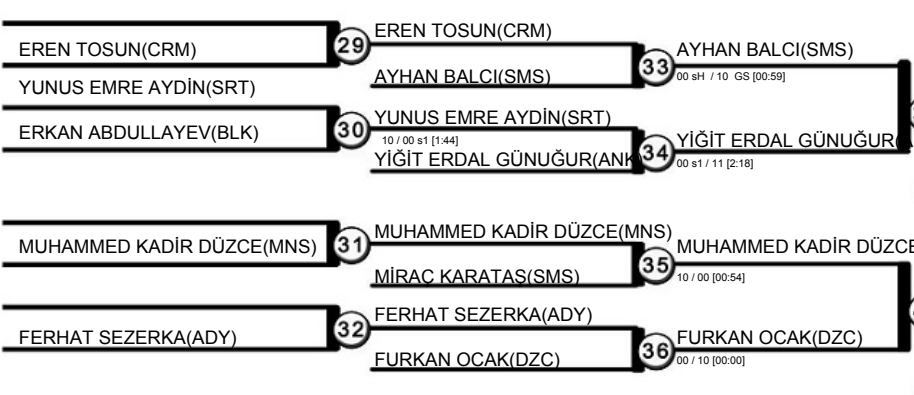 EREN TOSUN(CRM)
YUNUS EMRE AYDİN(SRT)
ERKAN ABDULLAYEV(BLK)
MUHAMMED KADİR DÜZCE(MNS)
FERHAT SEZERKA(ADY)
29
30
31
32
EREN TOSUN(CRM)
AYHAN BALCI(SMS)
YUNUS EMRE AYDİN(SRT)
10 / 00 s1 [1:44]
YİĞİT ERDAL GÜNUĞUR(ANK)
MUHAMMED KADİR DÜZCE(MNS)
MİRAÇ KARATAŞ(SMS)
FERHAT SEZERKA(ADY)
FURKAN OCAK(DZC)
33
34
35
36
AYHAN BALCI(SMS)
00 sH / 10 GS [00:59]
YİĞİT ERDAL GÜNUĞUR(
00 s1 / 11 [2:18]
MUHAMMED KADİR DÜZCE
10 / 00 [00:54]
FURKAN OCAK(DZC)
00 / 10 [00:00]